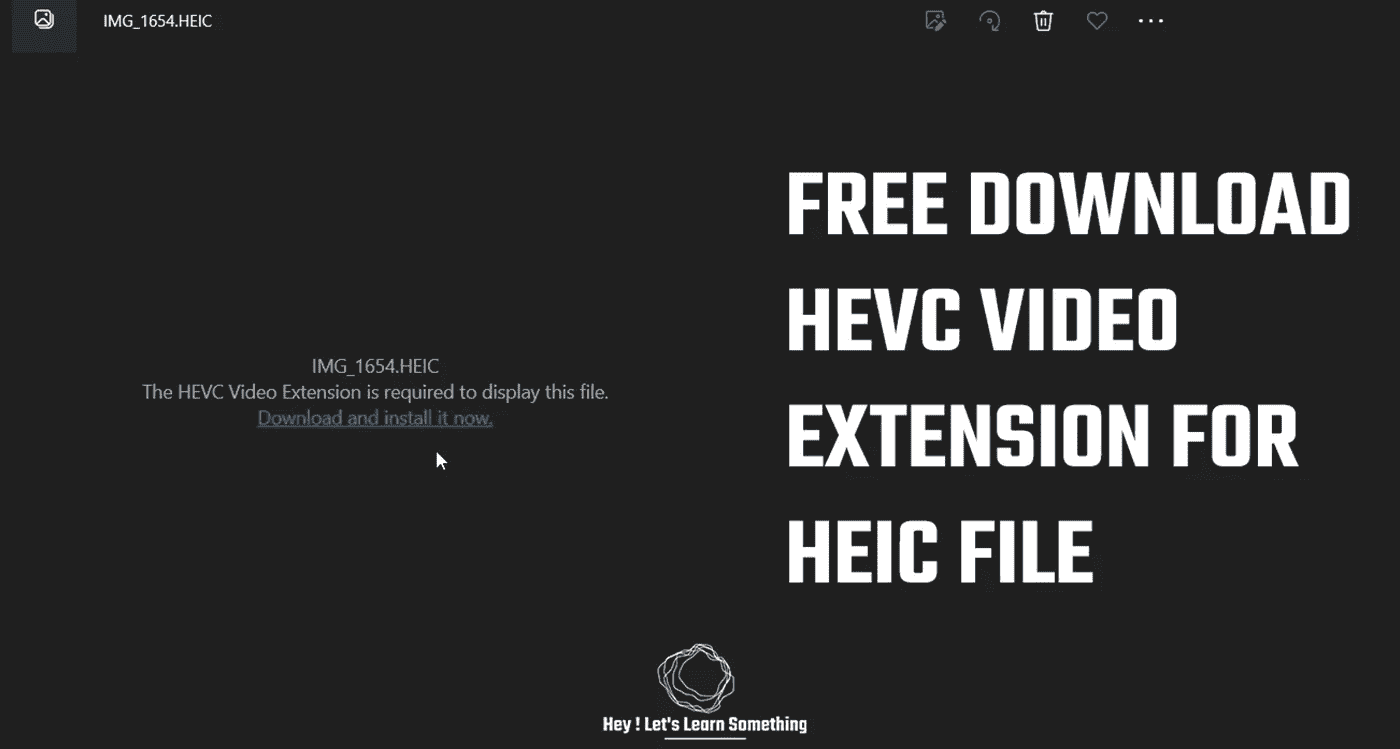 IMG_1654.HEIC
IMG_1654.HEIC
The HEVC Video Extension is required to display this file.
Download and install it now.
FREE DOWNLOAD
HEVC VIDEO
EXTENSION FOR
HEIC FILE
Hey ! Let's Learn Something